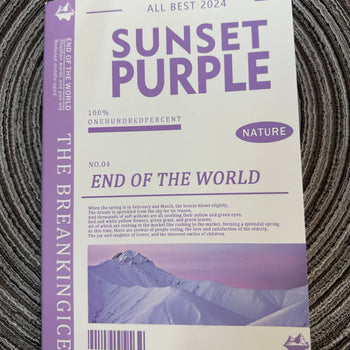 ALL BEST 2024
SUNSET
PURPLE
100%
ONEHUNDREDPERCENT
NATURE
NO.04
END OF THE WORLD
When the spring is in February and March, the breeze blows slightly,
The drizzle is sprinkled from the sky for no reason,
And thousands of soft willows are all soothing their yellow and green eyes,
Red and white yellow flowers, green grass, and green leaves,
All of which are rushing to the market like rushing to the market, forming a splendid spring.
At this time, there are crowds of people outing, the love and satisfaction of the elderly,
The joy and laughter of lovers, and the innocent smiles of children.
END OF THE WORLD
THE BREANKINGICE